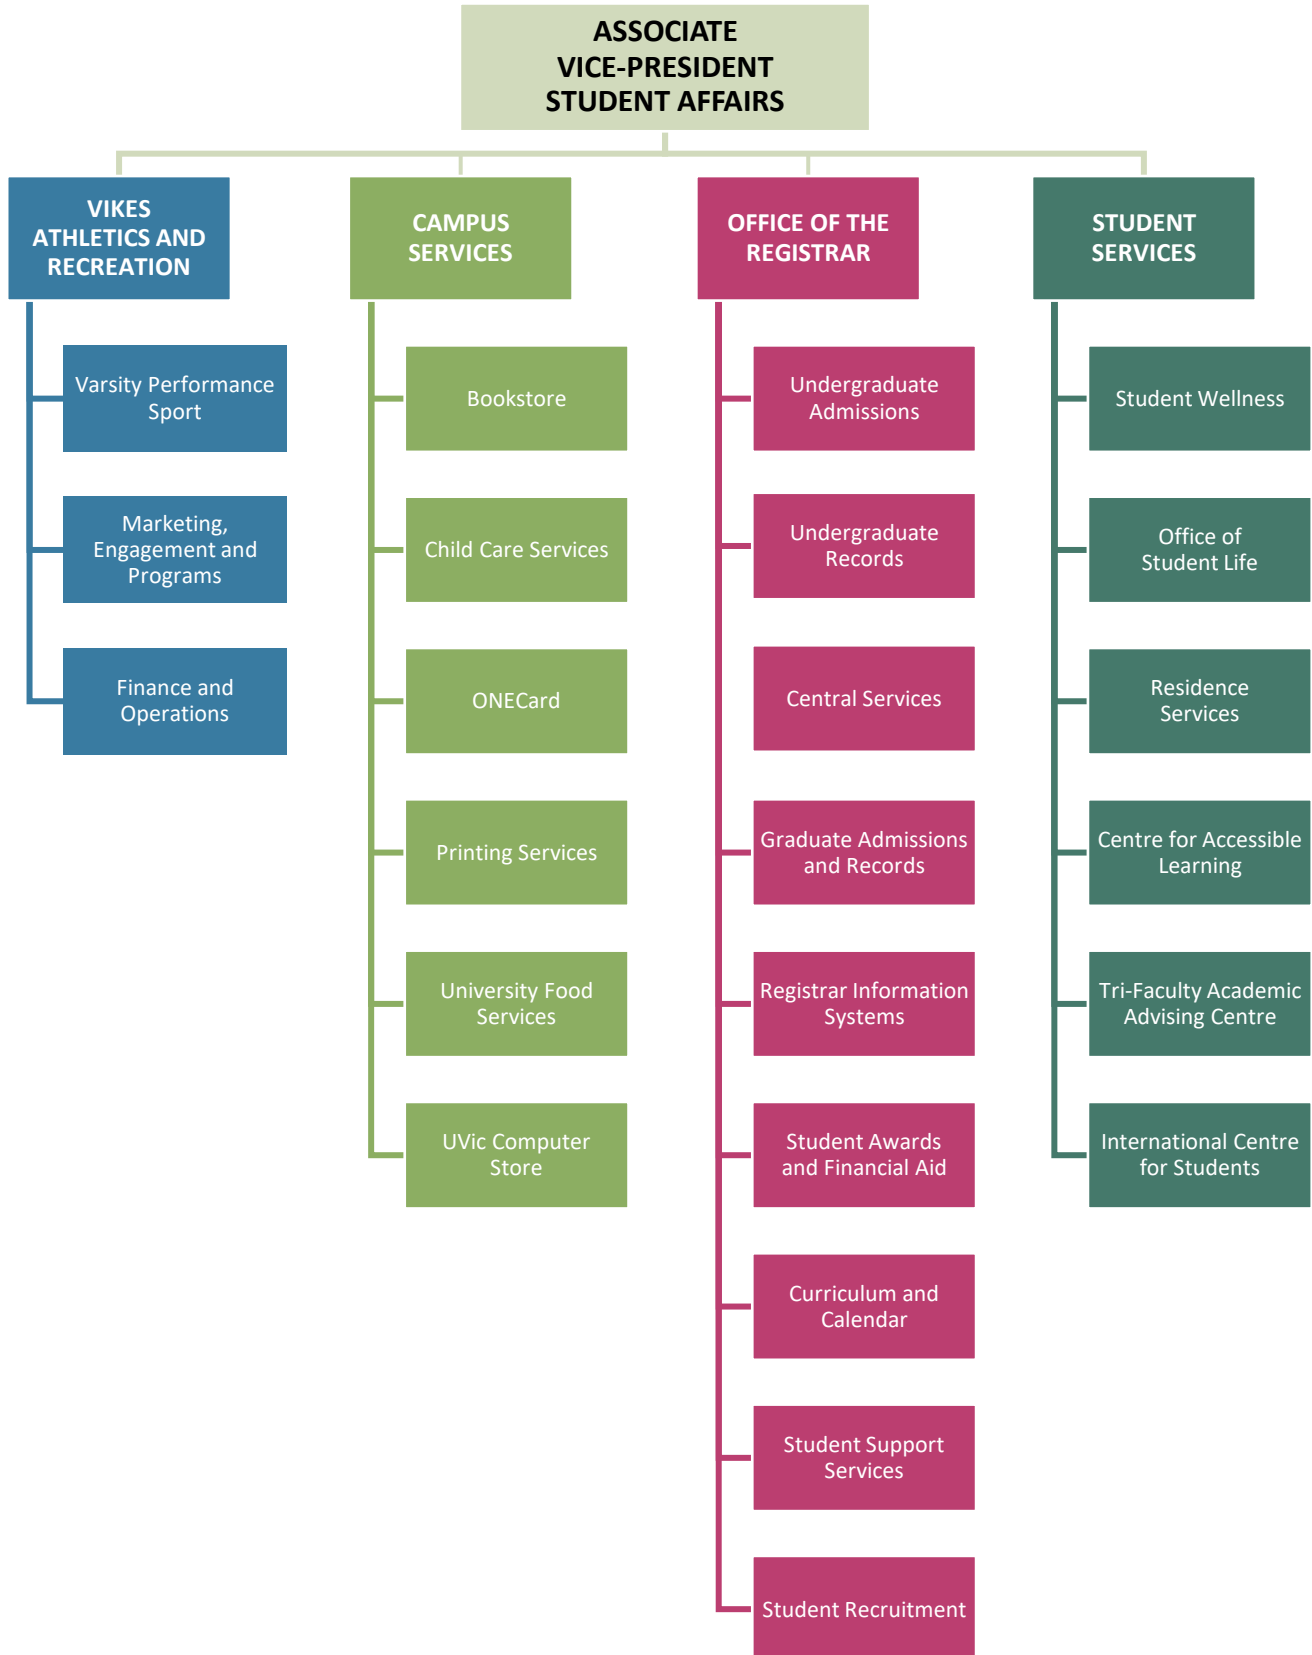 ASSOCIATE
VICE-PRESIDENT
STUDENT AFFAIRS
VIKES
ATHLETICS AND
RECREATION
Varsity Performance
Sport
Marketing,
Engagement and
Programs
Finance and
Operations
CAMPUS
SERVICES
Bookstore
Child Care Services
ONECard
Printing Services
University Food
Services
UVic Computer
Store
OFFICE OF THE
REGISTRAR
Undergraduate
Admissions
Undergraduate
Records
Central Services
Graduate Admissions
and Records
Registrar Information
Systems
Student Awards
and Financial Aid
Curriculum and
Calendar
Student Support
Services
Student Recruitment
STUDENT
SERVICES
Student Wellness
Office of
Student Life
Residence
Services
Centre for Accessible
Learning
Tri-Faculty Academic
Advising Centre
International Centre
for Students